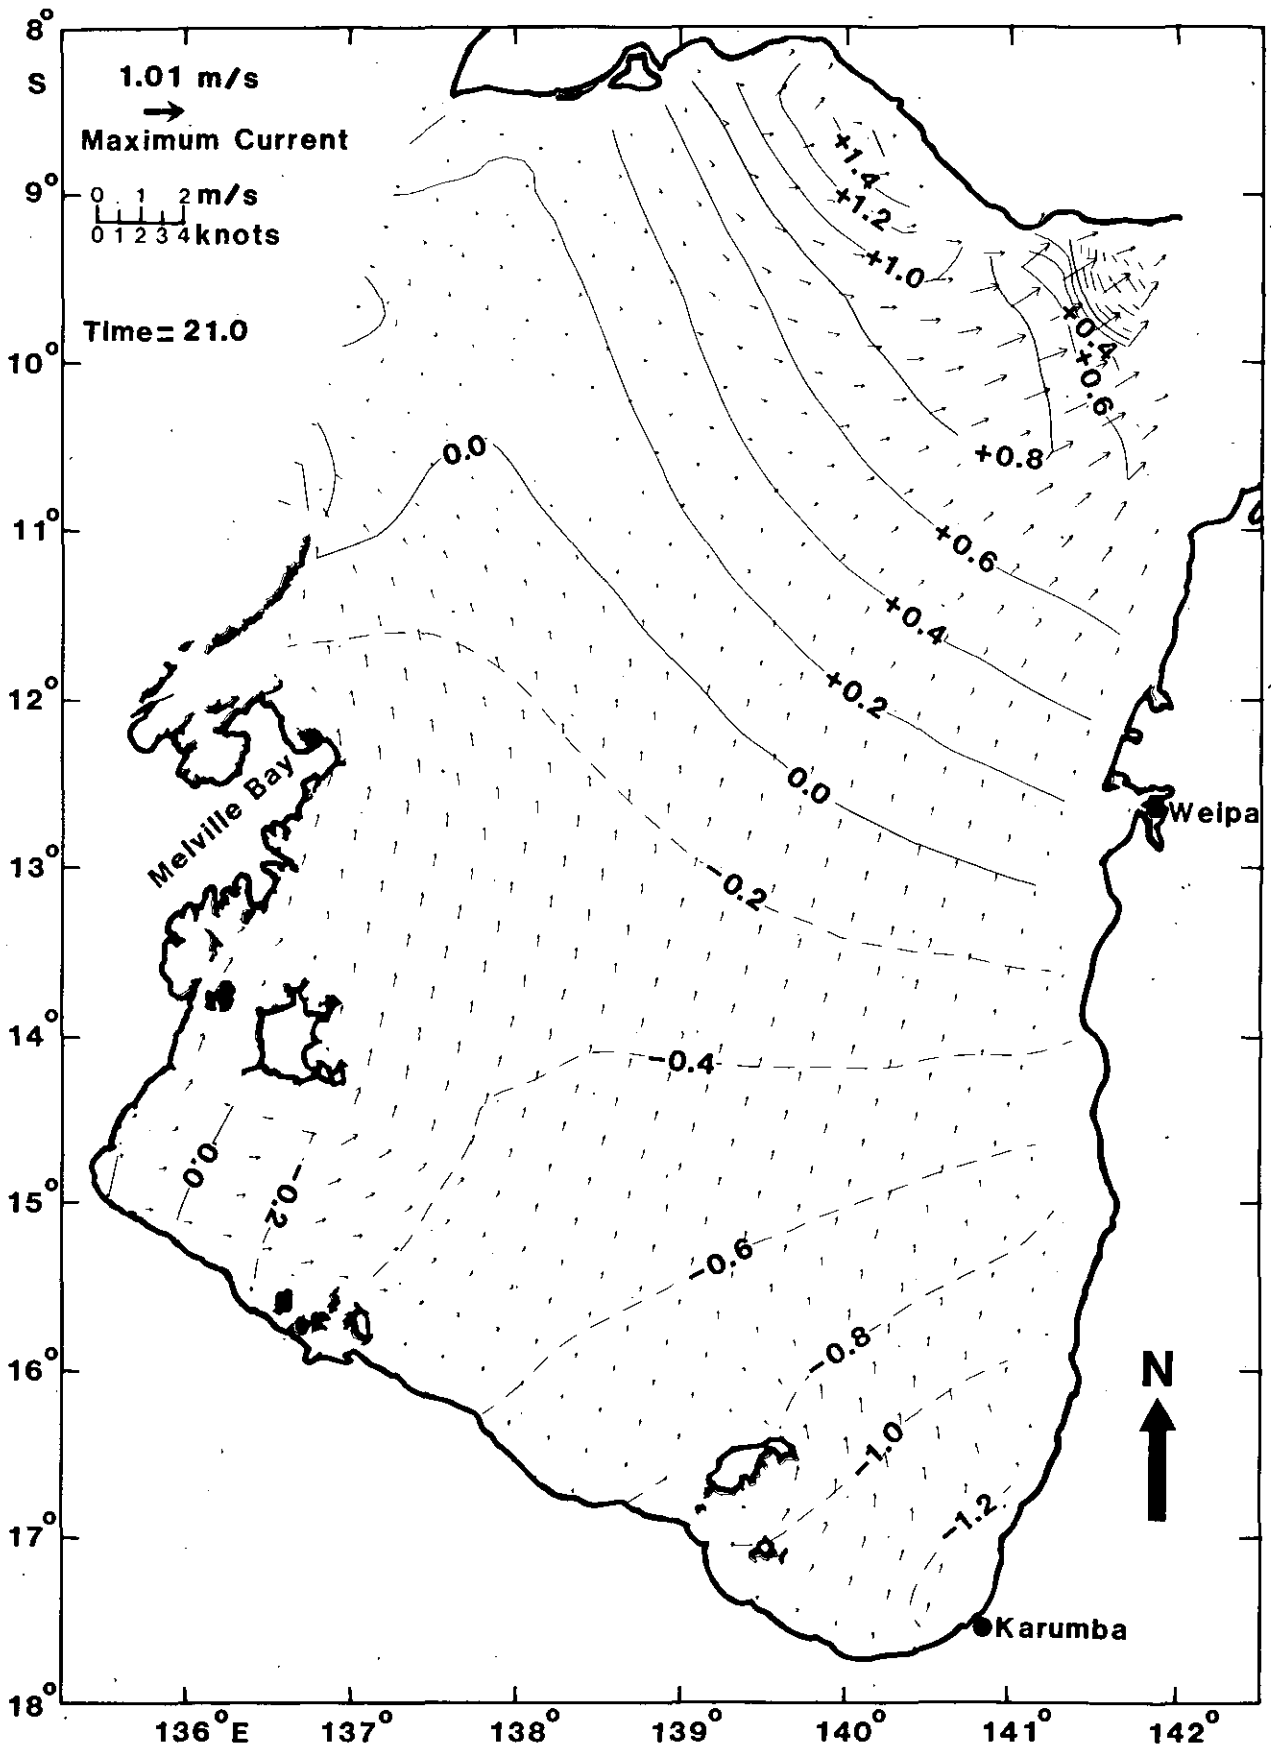 8°
S
1.01 m/s
Maximum Current
0 1 2 m/s
0 1 2 3 4 knots
Time= 21.0
9°
10°
11°
12°
13°
14°
15°
16°
17°
18°
+1.4
+1.2
+1.0
+0.4
+0.6
+0.8
0.0
+0.6
+0.4
+0.2
0.0
Melville Bay
Weipa
-0.2
-0.4
0.0
-0.2
-0.6
-0.8
N
-1.0
-1.2
Karumba
136° E 137° 138° 139° 140° 141° 142°